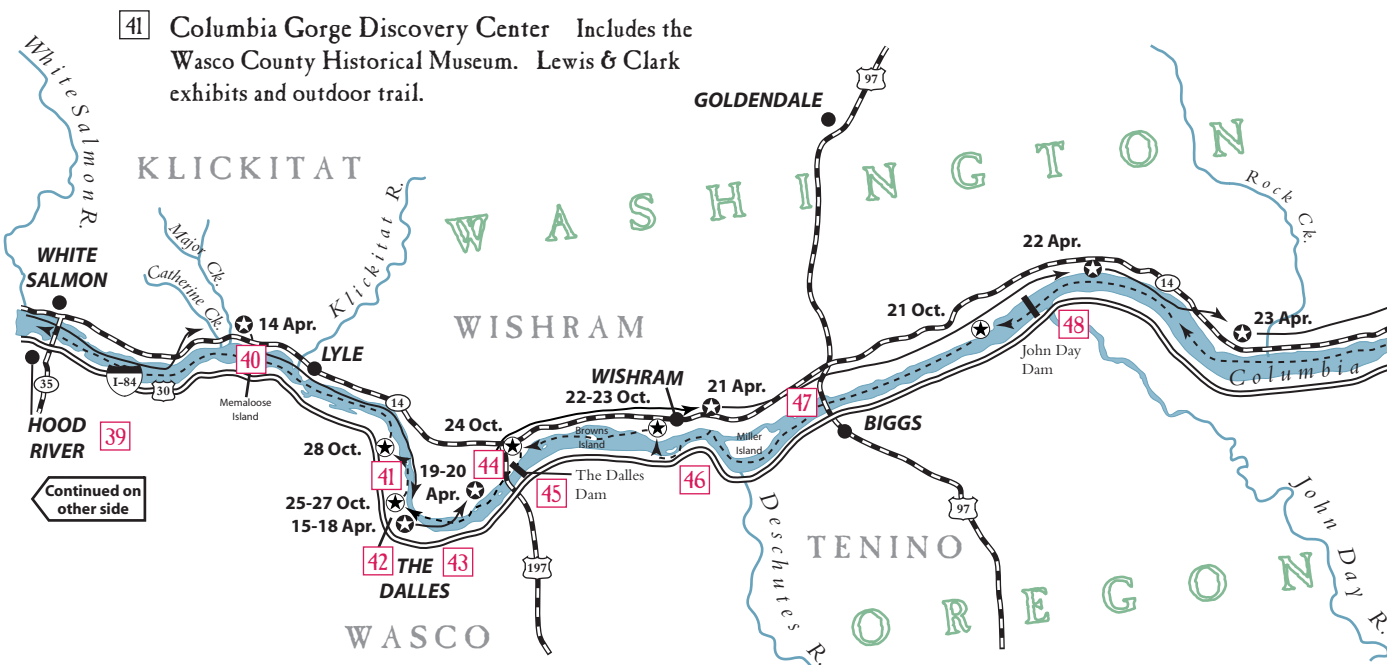 41 Columbia Gorge Discovery Center Includes the
Wasco County Historical Museum. Lewis & Clark
exhibits and outdoor trail.
White Salmon R.
KLICKITAT
Major Ck.
Catherine Ck.
Klickitat R.
WASHINGTON
GOLDENDALE
97
Rock Ck.
WHITE
SALMON
14 Apr.
40
Memaloose
Island
LYLE
I-84
30
35
HOOD
RIVER
39
Continued on
other side
14
WISHRAM
WISHRAM
22-23 Oct.
21 Apr.
24 Oct.
Browns
Island
Miller
Island
47
21 Oct.
22 Apr.
14
23 Apr.
48
John Day
Dam
Columbia
28 Oct.
41
19-20
Apr.
44
45
The Dalles
Dam
46
BIGGS
25-27 Oct.
15-18 Apr.
42
THE
DALLES
43
197
97
WASCO
Deschutes R.
TENINO
OREGON
John Day R.